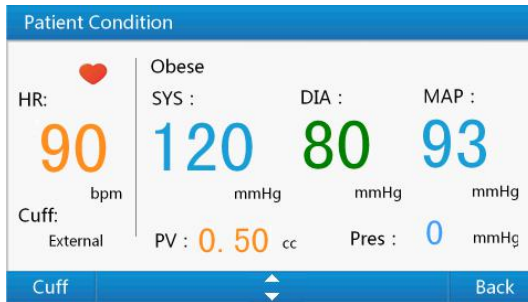 Patient Condition
Obese
HR:
SYS :
DIA :
MAP :
90
120
80
93
bpm
mmHg
mmHg
mmHg
Cuff:
External
PV : 0.50 cc
Pres : 0 mmHg
Cuff
Back